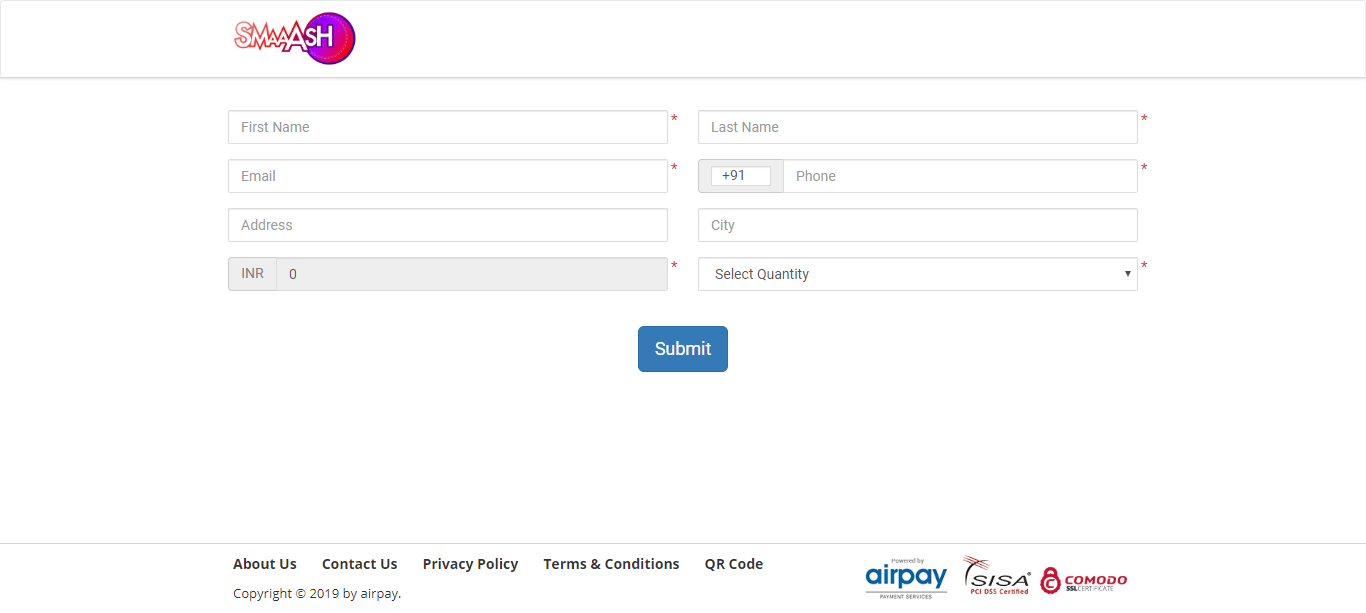 SMAAASH
First Name * Last Name *
Email * +91 Phone *
Address City
INR 0 * Select Quantity *
Submit
About Us Contact Us Privacy Policy Terms & Conditions QR Code
Copyright © 2019 by airpay.
Powered by
airpay
PAYMENT SERVICES
SISA
PCI DSS Certified
COMODO
SSL CERTIFICATE